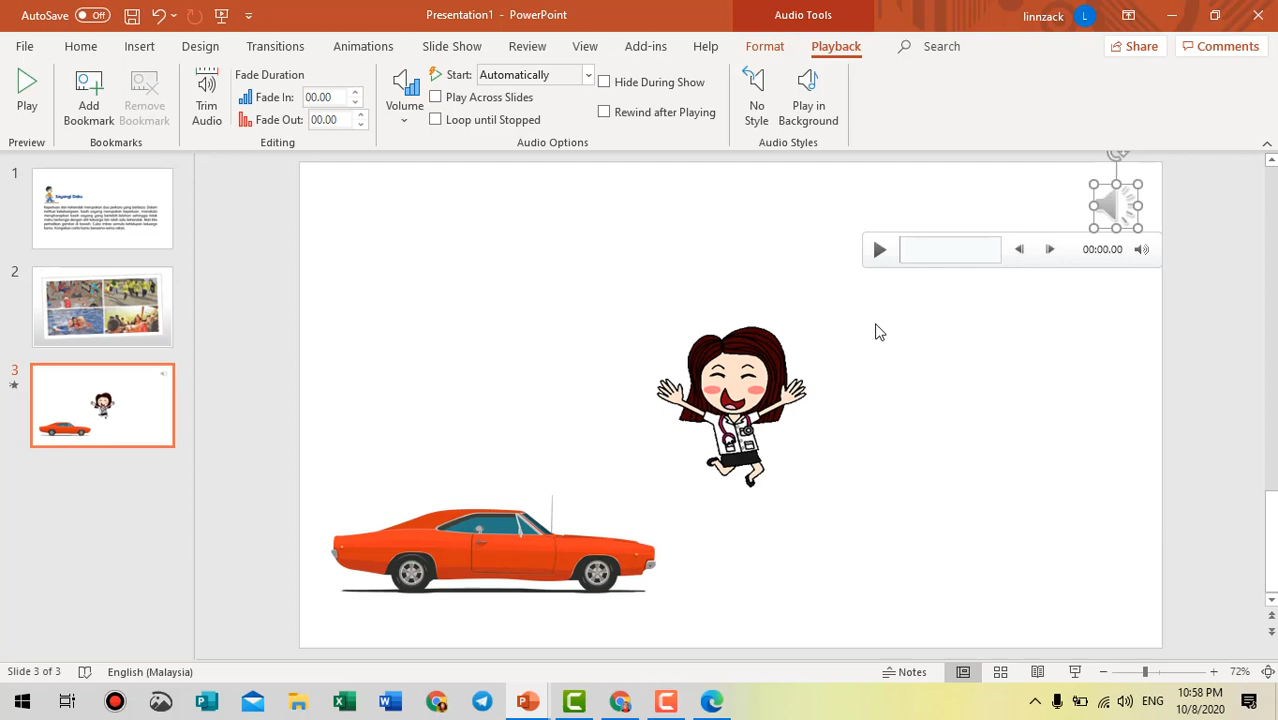 AutoSave Off
Presentation1 - PowerPoint
Audio Tools
linnzack L
File Home Insert Design Transitions Animations Slide Show Review View Add-ins Help Format Playback Search Share Comments
Play
Add Bookmark
Remove Bookmark
Trim Audio
Fade Duration
Fade In: 00.00
Fade Out: 00.00
Volume
Start: Automatically
Play Across Slides
Loop until Stopped
Hide During Show
Rewind after Playing
No Style
Play in Background
Preview Bookmarks Editing Audio Options Audio Styles
1
Sayangi Daku
2
3
00:00.00
Slide 3 of 3 English (Malaysia) Notes 72%
ENG
10:58 PM
10/8/2020